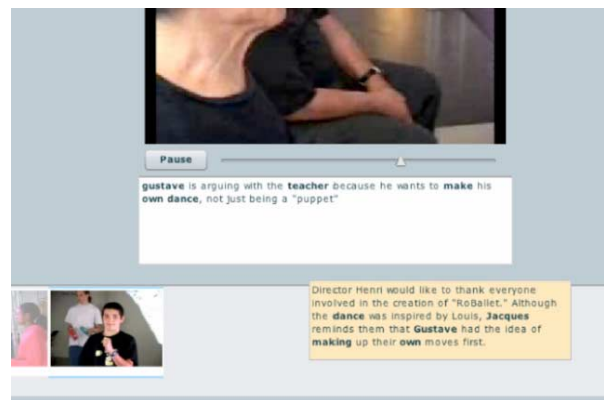 Pause
gustave is arguing with the teacher because he wants to make his
own dance, not just being a "puppet"
Director Henri would like to thank everyone
involved in the creation of "RoBallet." Although
the dance was inspired by Louis, Jacques
reminds them that Gustave had the idea of
making up their own moves first.